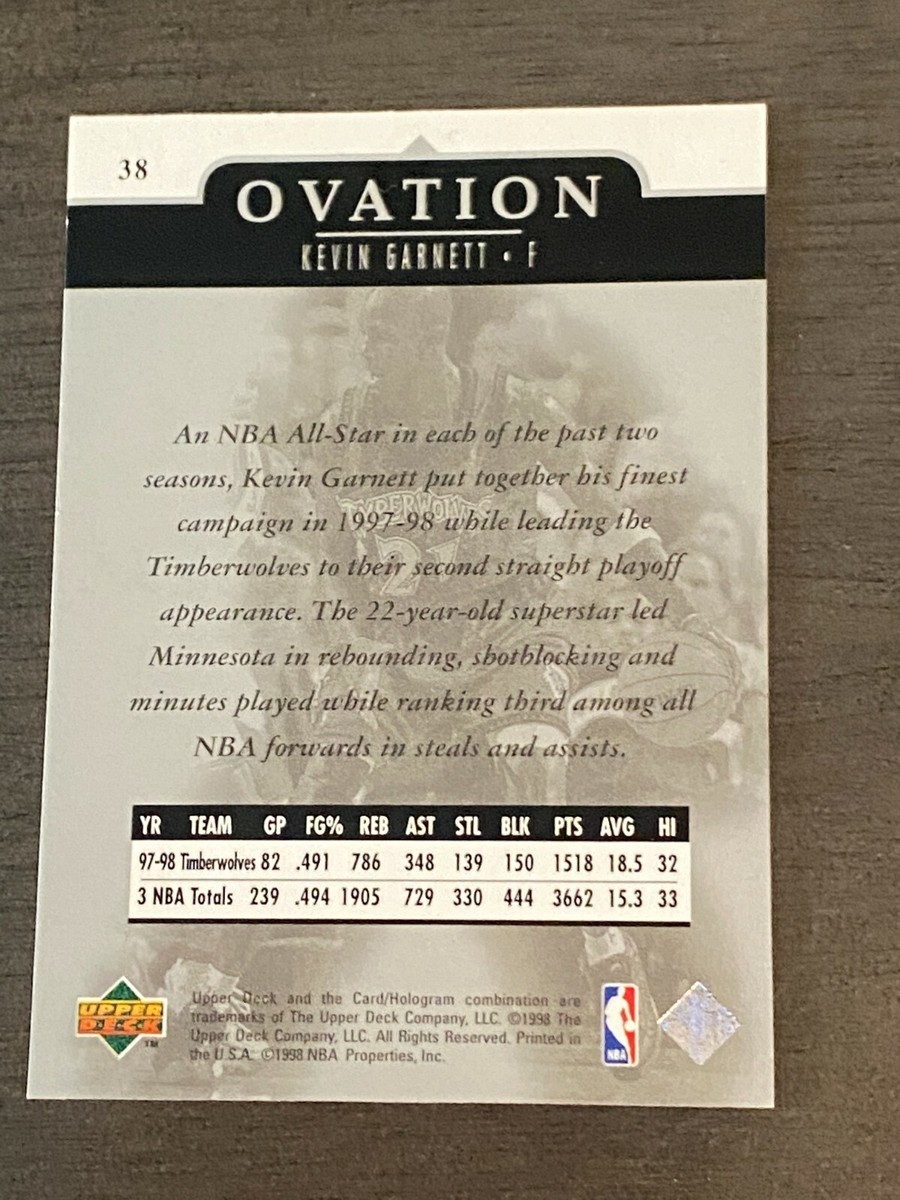 38
OVATION
KEVIN GARNETT • F
An NBA All-Star in each of the past two
seasons, Kevin Garnett put together his finest
campaign in 1997-98 while leading the
Timberwolves to their second straight playoff
appearance. The 22-year-old superstar led
Minnesota in rebounding, shotblocking and
minutes played while ranking third among all
NBA forwards in steals and assists.
TIMBERWOLVES
21
YR TEAM GP FG% REB AST STL BLK PTS AVG HI
97-98 Timberwolves 82 .491 786 348 139 150 1518 18.5 32
3 NBA Totals 239 .494 1905 729 330 444 3662 15.3 33
UPPER
DECK
TM
Upper Deck and the Card/Hologram combination are
trademarks of The Upper Deck Company, LLC. ©1998 The
Upper Deck Company, LLC. All Rights Reserved. Printed in
the U.S.A. ©1998 NBA Properties, Inc.
NBA